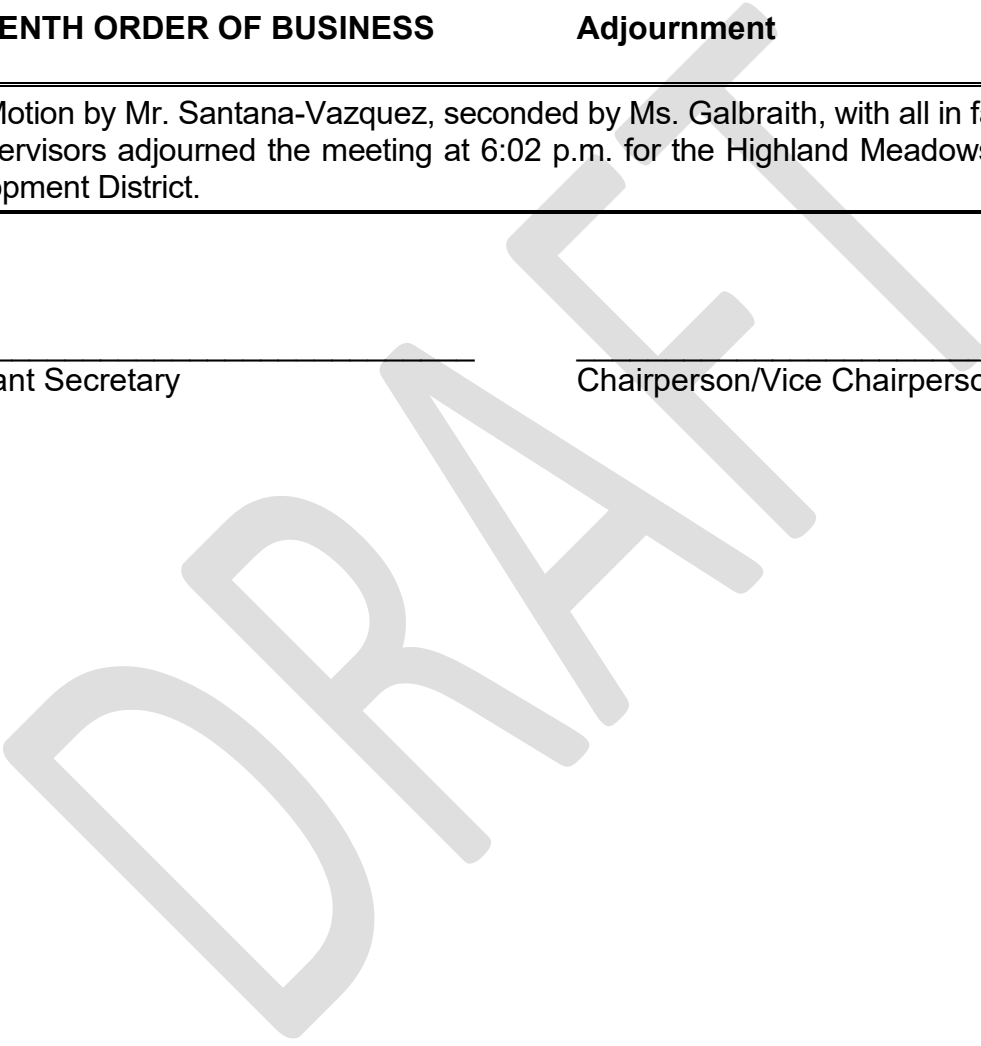 ENTH ORDER OF BUSINESS Adjournment
Motion by Mr. Santana-Vazquez, seconded by Ms. Galbraith, with all in fa
ervisors adjourned the meeting at 6:02 p.m. for the Highland Meadows
opment District.
ant Secretary Chairperson/Vice Chairperso
DRAFT